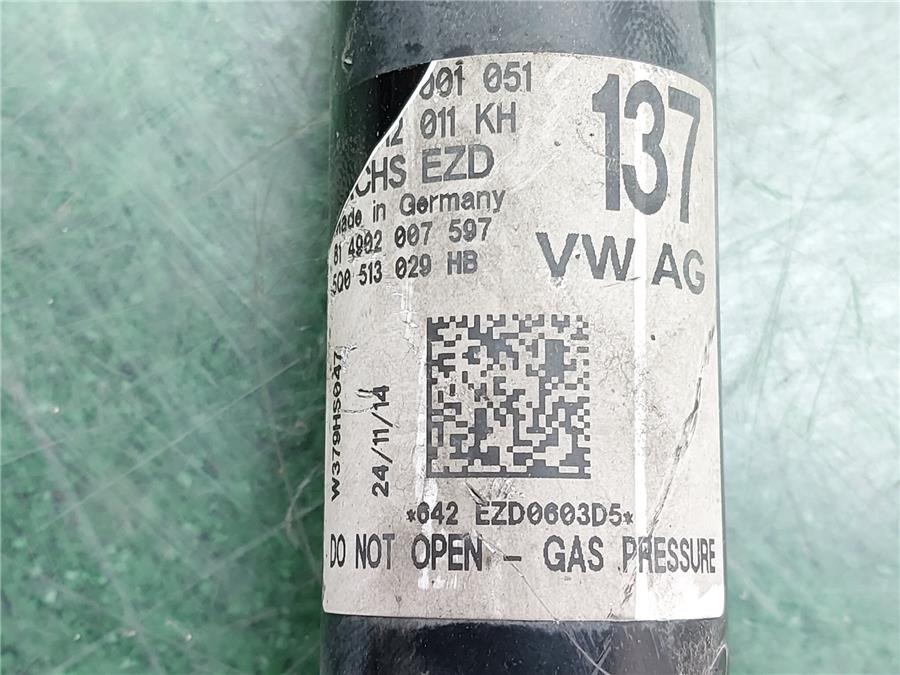 001 051
011 KH
137
CHS EZD
made in Germany
81 4902 007 597
VW AG
5Q0 513 029 HB
W379HS047
24/11/14
*642 EZD0603D5*
DO NOT OPEN - GAS PRESSURE